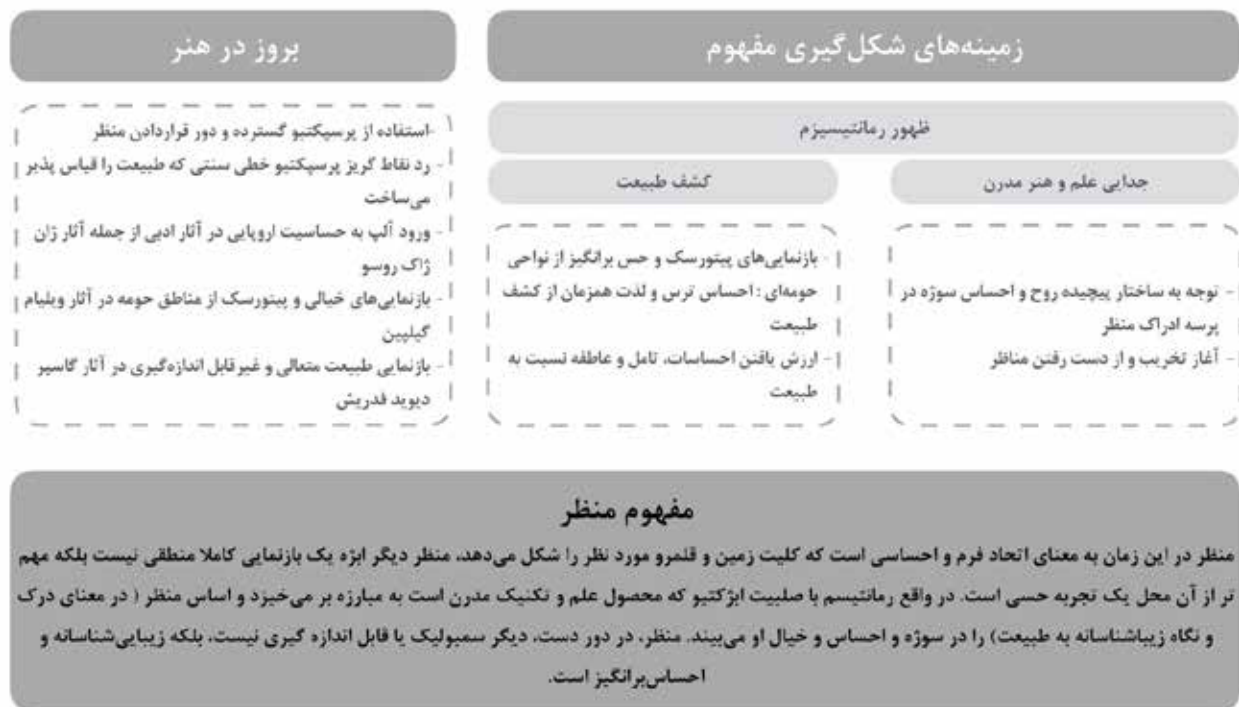 زمینه‌های شکل‌گیری مفهوم
ظهور رمانتیسیزم
جدایی علم و هنر مدرن
- توجه به ساختار پیچیده روح و احساس سوژه در
پرسه ادراک منظر
- آغاز تخریب و از دست رفتن مناظر
کشف طبیعت
- بازنمایی‌های پیتورسک و حس برانگیز از نواحی
حومه‌ای : احساس ترس و لذت همزمان از کشف
طبیعت
- ارزش یافتن احساسات، تامل و عاطفه نسبت به
طبیعت
بروز در هنر
-استفاده از پرسپکتیو گسترده و دور قراردادن منظر
- رد نقاط گریز پرسپکتیو خطی سنتی که طبیعت را قیاس پذیر
می‌ساخت
- ورود آلپ به حساسیت اروپایی در آثار ادبی از جمله آثار ژان
ژاک روسو
- بازنمایی‌های خیالی و پیتورسک از مناطق حومه در آثار ویلیام
گیلپین
- بازنمایی طبیعت متعالی و غیرقابل اندازه‌گیری در آثار گاسپر
دیوید فدریش
مفهوم منظر
منظر در این زمان به معنای اتحاد فرم و احساسی است که کلیت زمین و قلمرو مورد نظر را شکل می‌دهد، منظر دیگر ابژه یک بازنمایی کاملا منطقی نیست بلکه مهم
تر از آن محل یک تجربه حسی است. در واقع رمانتیسم با صلبیت ابژکتیو که محصول علم و تکنیک مدرن است به مبارزه بر می‌خیزد و اساس منظر ( در معنای درک
و نگاه زیباشناسانه به طبیعت) را در سوژه و احساس و خیال او می‌بیند. منظر، در دور دست، دیگر سمبولیک یا قابل اندازه گیری نیست، بلکه زیبایی‌شناسانه و
احساس‌برانگیز است.